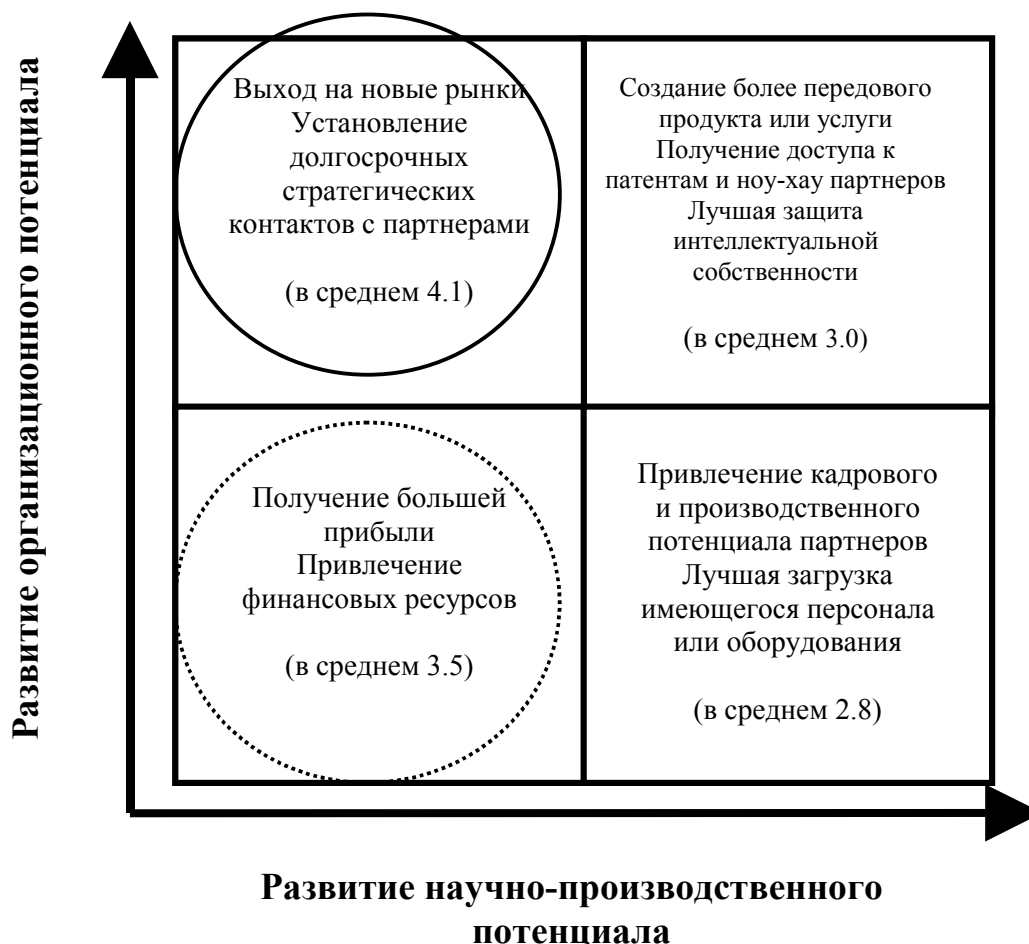 Развитие организационного потенциала
Выход на новые рынки
Установление
долгосрочных
стратегических
контактов с партнерами
(в среднем 4.1)
Создание более передового
продукта или услуги
Получение доступа к
патентам и ноу-хау партнеров
Лучшая защита
интеллектуальной
собственности
(в среднем 3.0)
Получение большей
прибыли
Привлечение
финансовых ресурсов
(в среднем 3.5)
Привлечение кадрового
и производственного
потенциала партнеров
Лучшая загрузка
имеющегося персонала
или оборудования
(в среднем 2.8)
Развитие научно-производственного
потенциала